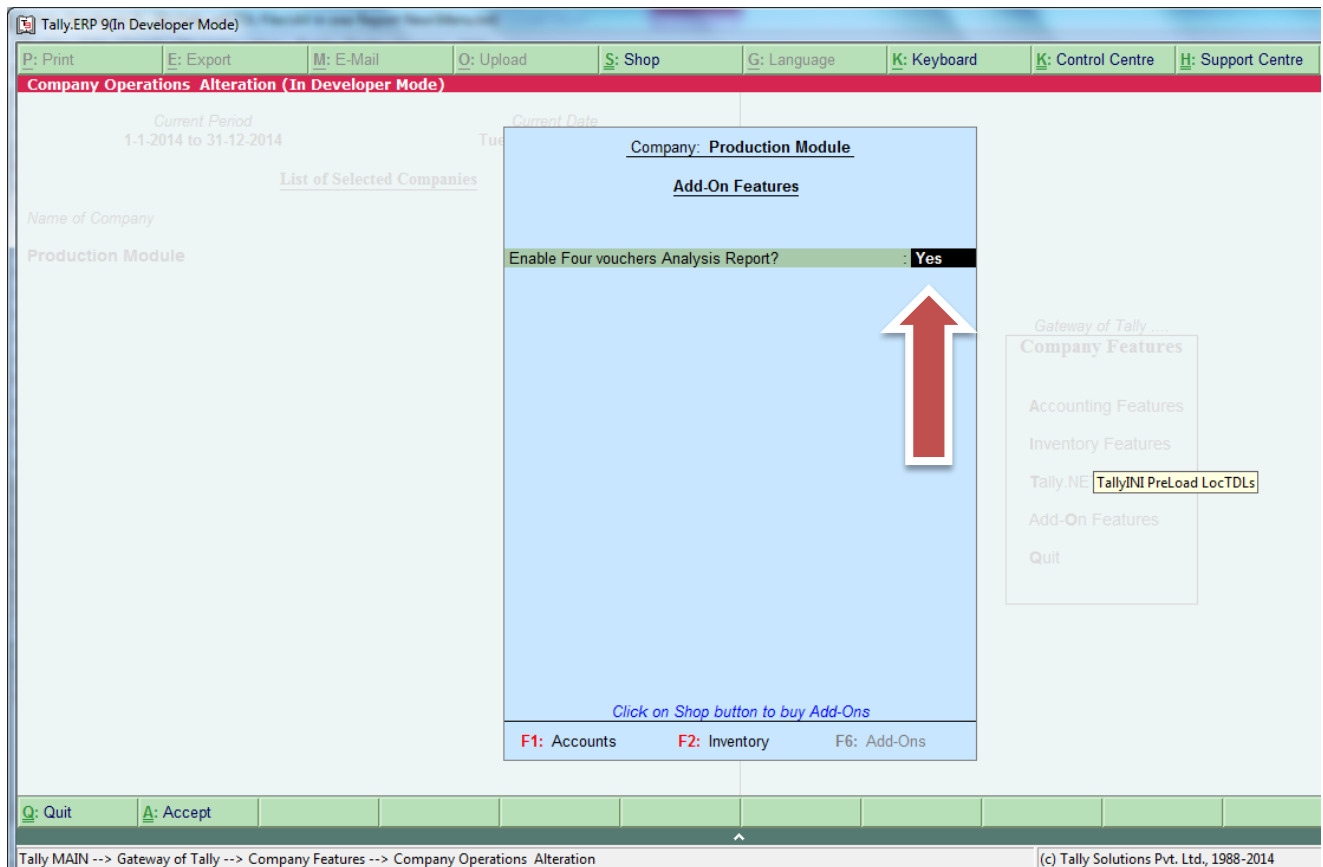 Tally.ERP 9(In Developer Mode)
P: Print E: Export M: E-Mail O: Upload S: Shop G: Language K: Keyboard K: Control Centre H: Support Centre
Company Operations Alteration (In Developer Mode)
Current Period Current Date
1-1-2014 to 31-12-2014 Tue
List of Selected Companies
Name of Company
Production Module
Company: Production Module
Add-On Features
Enable Four vouchers Analysis Report? : Yes
Click on Shop button to buy Add-Ons
F1: Accounts F2: Inventory F6: Add-Ons
Gateway of Tally ....
Company Features
Accounting Features
Inventory Features
Tally.NE TallyINI PreLoad LocTDLs
Add-On Features
Quit
Q: Quit A: Accept
Tally MAIN --> Gateway of Tally --> Company Features --> Company Operations Alteration (c) Tally Solutions Pvt. Ltd., 1988-2014